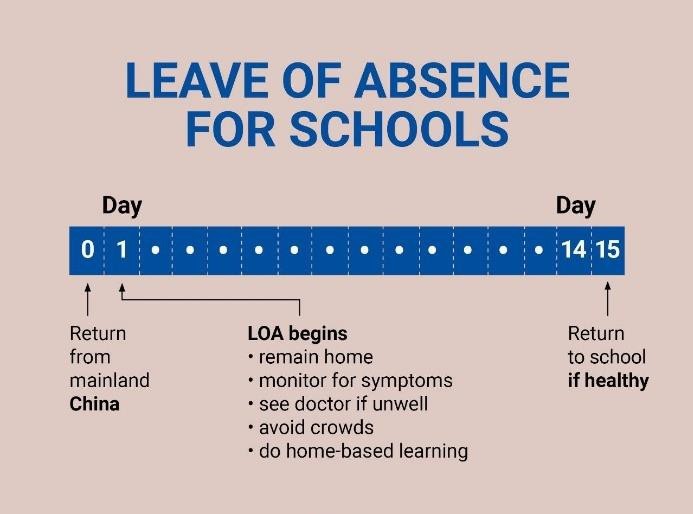 LEAVE OF ABSENCE
FOR SCHOOLS
Day
Day
0 1 • • • • • • • • • • • • 14 15
Return
from
mainland
China
LOA begins
• remain home
• monitor for symptoms
• see doctor if unwell
• avoid crowds
• do home-based learning
Return
to school
if healthy